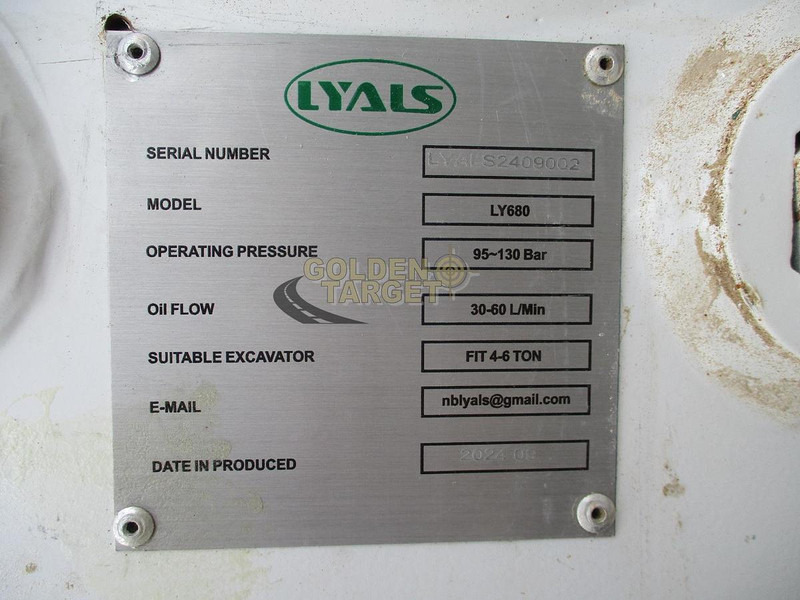 LYALS
SERIAL NUMBER LYALS2409002
MODEL LY680
OPERATING PRESSURE 95~130 Bar
GOLDEN
TARGET
Oil FLOW 30-60 L/Min
SUITABLE EXCAVATOR FIT 4-6 TON
E-MAIL nblyals@gmail.com
DATE IN PRODUCED